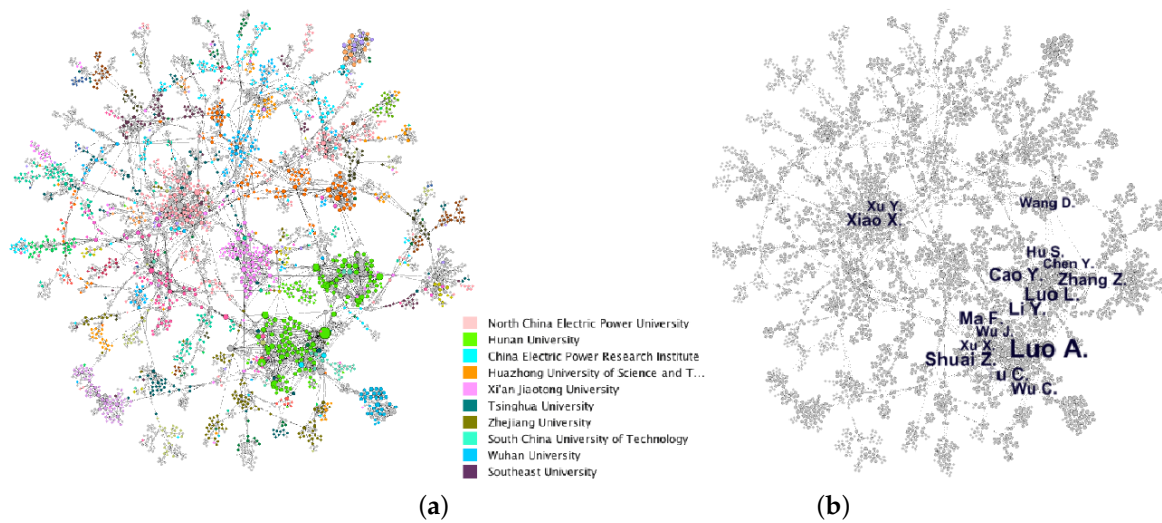 North China Electric Power University
Hunan University
China Electric Power Research Institute
Huazhong University of Science and T...
Xi'an Jiaotong University
Tsinghua University
Zhejiang University
South China University of Technology
Wuhan University
Southeast University
(a)
Xu Y.
Xiao X.
Wang D.
Hu S.
Chen Y.
Cao Y.
Zhang Z.
Luo L.
Li Y.
Ma F.
Wu J.
Xu X.
Luo A.
Shuai Z.
u C.
Wu C.
(b)